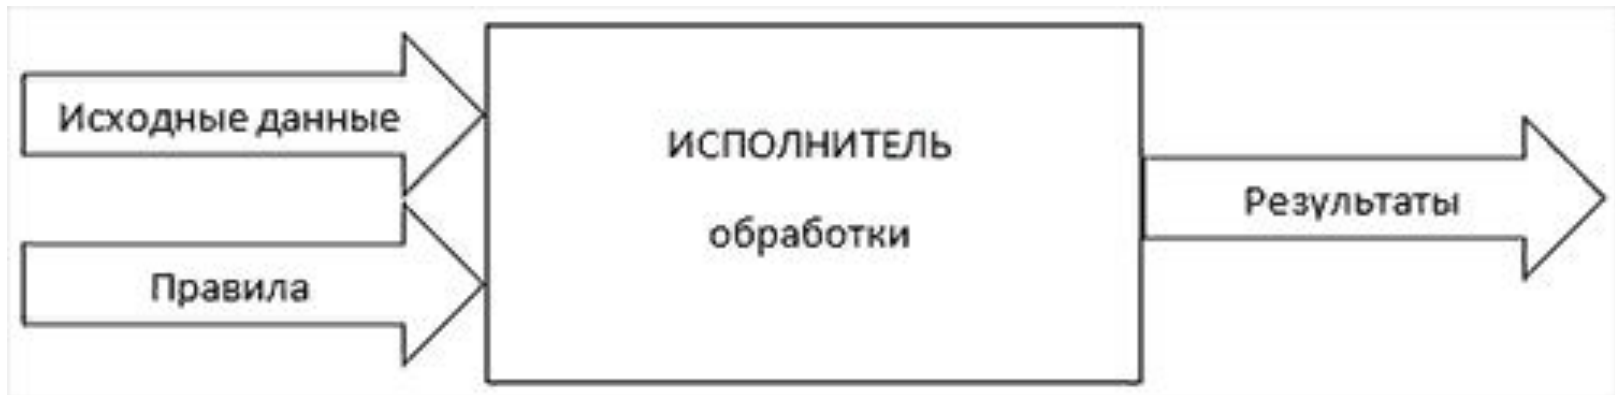 Исходные данные
Правила
ИСПОЛНИТЕЛЬ
обработки
Результаты